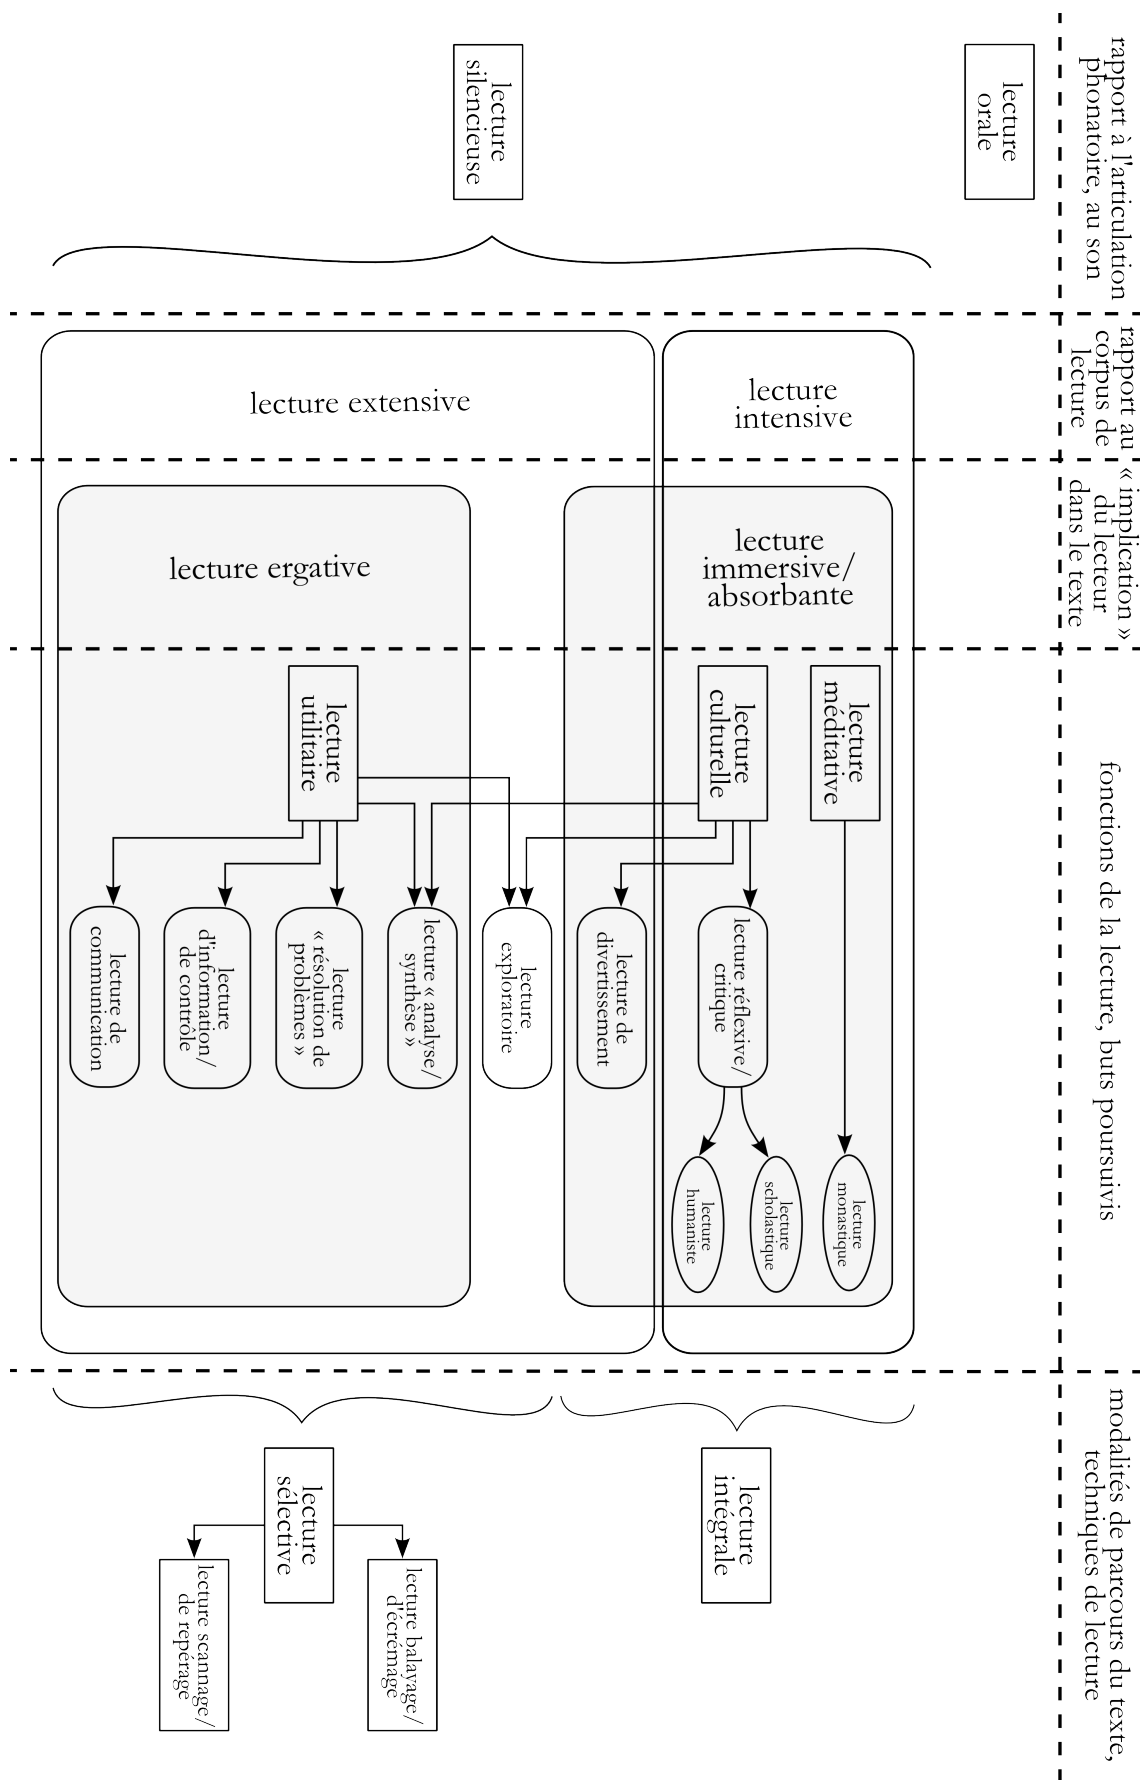 rapport à l'articulation
phonatoire, au son
lecture
orale
lecture
silencieuse
rapport au
corpus de
lecture
lecture
intensive
lecture extensive
« implication »
du lecteur
dans le texte
lecture
immersive/
absorbante
lecture ergative
fonctions de la lecture, buts poursuivis
lecture
méditative
lecture
culturelle
lecture
utilitaire
lecture réflexive/
critique
lecture de
divertissement
lecture
exploratoire
lecture « analyse/
synthèse »
lecture
« résolution de
problèmes »
lecture
d'information/
de contrôle
lecture de
communication
lecture
monastique
lecture
scholastique
lecture
humaniste
modalités de parcours du texte,
techniques de lecture
lecture
intégrale
lecture
sélective
lecture balayage/
d'écrémage
lecture scannage/
de repérage